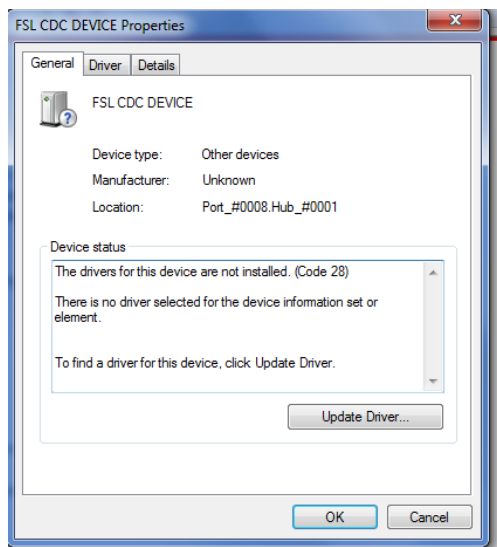 FSL CDC DEVICE Properties
General Driver Details
FSL CDC DEVICE
Device type: Other devices
Manufacturer: Unknown
Location: Port_#0008.Hub_#0001
Device status
The drivers for this device are not installed. (Code 28)
There is no driver selected for the device information set or
element.
To find a driver for this device, click Update Driver.
Update Driver...
OK Cancel